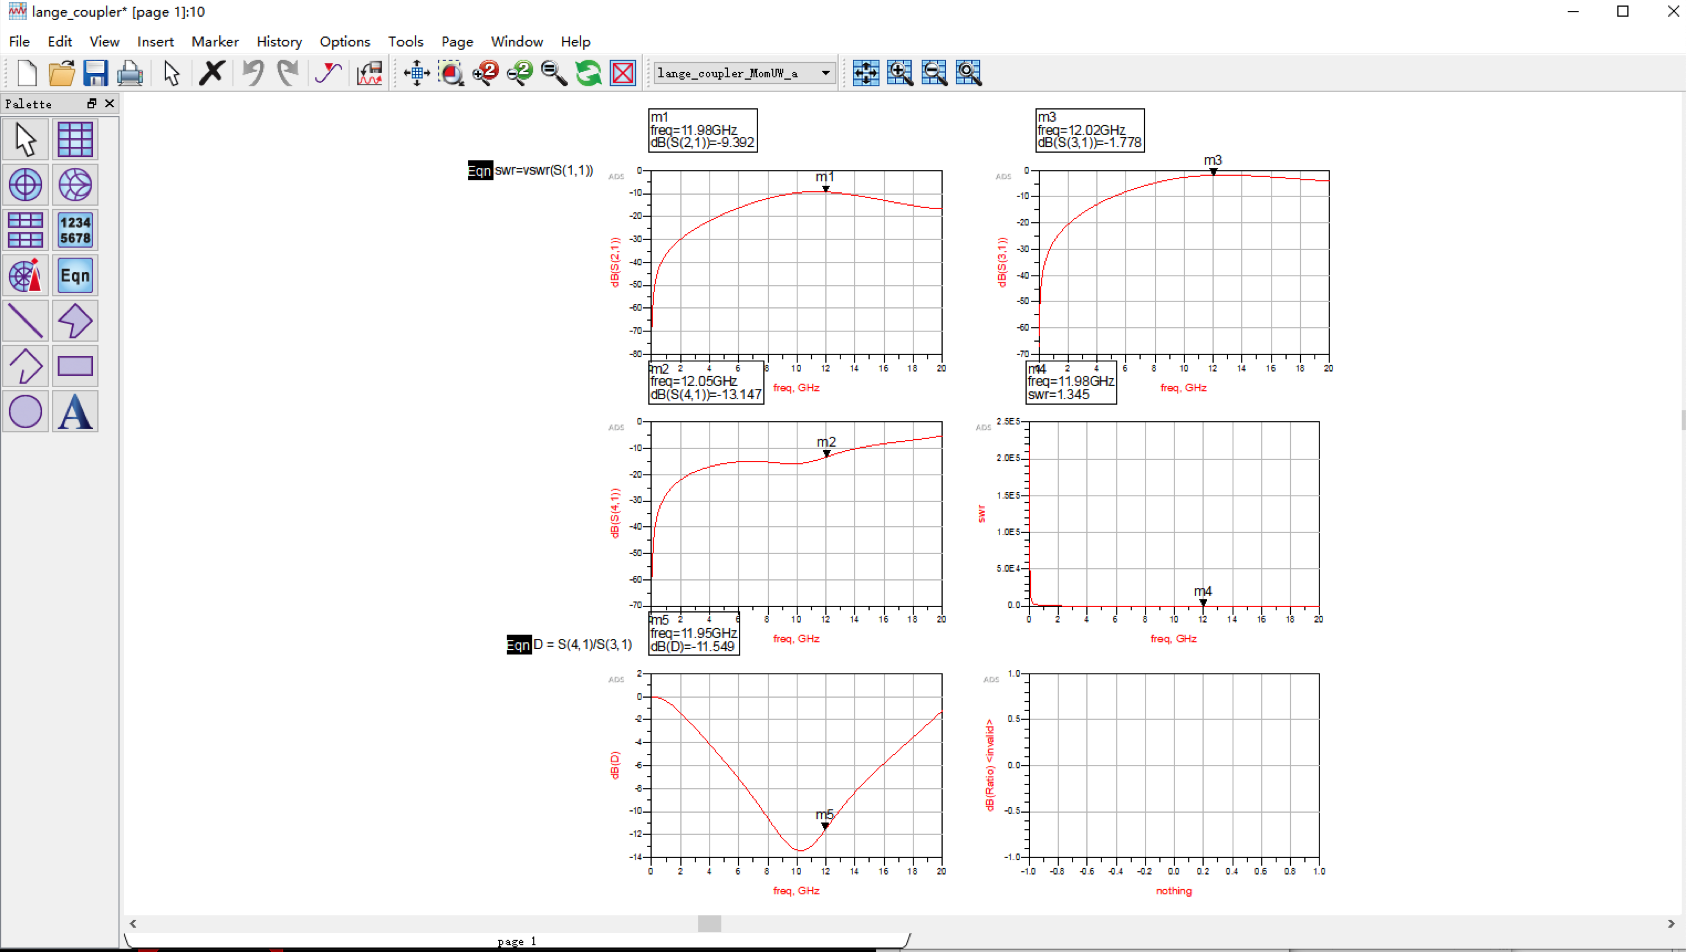 lange_coupler* [page 1]:10
File Edit View Insert Marker History Options Tools Page Window Help
lange_coupler_MomUW_a
Palette
1234
5678
Eqn
A
m1
freq=11.98GHz
dB(S(2,1))=-9.392
m3
freq=12.02GHz
dB(S(3,1))=-1.778
Eqn swr=vswr(S(1,1))
ADS
m1
dB(S(2,1))
0
-10
-20
-30
-40
-50
-60
-70
-80
0 2 4 6 8 10 12 14 16 18 20
freq, GHz
ADS
m3
dB(S(3,1))
0
-10
-20
-30
-40
-50
-60
-70
2 4 6 8 10 12 14 16 18 20
freq, GHz
m2
freq=12.05GHz
dB(S(4,1))=-13.147
m4
freq=11.98GHz
swr=1.345
ADS
m2
dB(S(4,1))
0
-10
-20
-30
-40
-50
-60
-70
0 2 4 6 8 10 12 14 16 18 20
freq, GHz
ADS
m4
swr
2.5E5
2.0E5
1.5E5
1.0E5
5.0E4
0.0
0 2 4 6 8 10 12 14 16 18 20
freq, GHz
Eqn D = S(4,1)/S(3,1)
m5
freq=11.95GHz
dB(D)=-11.549
ADS
m5
dB(D)
2
0
-2
-4
-6
-8
-10
-12
-14
0 2 4 6 8 10 12 14 16 18 20
freq, GHz
ADS
dB(Ratio) <invalid>
1.0
0.5
0.0
-0.5
-1.0
-1.0 -0.8 -0.6 -0.4 -0.2 0.0 0.2 0.4 0.6 0.8 1.0
nothing
page 1